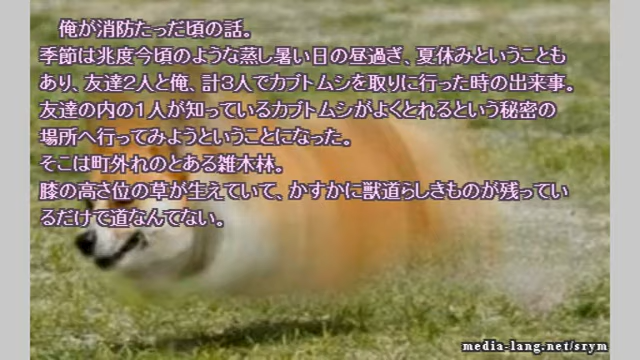 俺が消防たっだ頃の話。
季節は兆度今頃のような蒸し暑い日の昼過ぎ、夏休みということも
あり、友達2人と俺、計3人でカブトムシを取りに行った時の出来事。
友達の内の1人が知っているカブトムシがよくとれるという秘密の
場所へ行ってみようということになった。
そこは町外れのとある雑木林。
膝の高さ位の草が生えていて、かすかに獣道らしきものが残ってい
るだけで道なんてない。
media-lang.net/srym